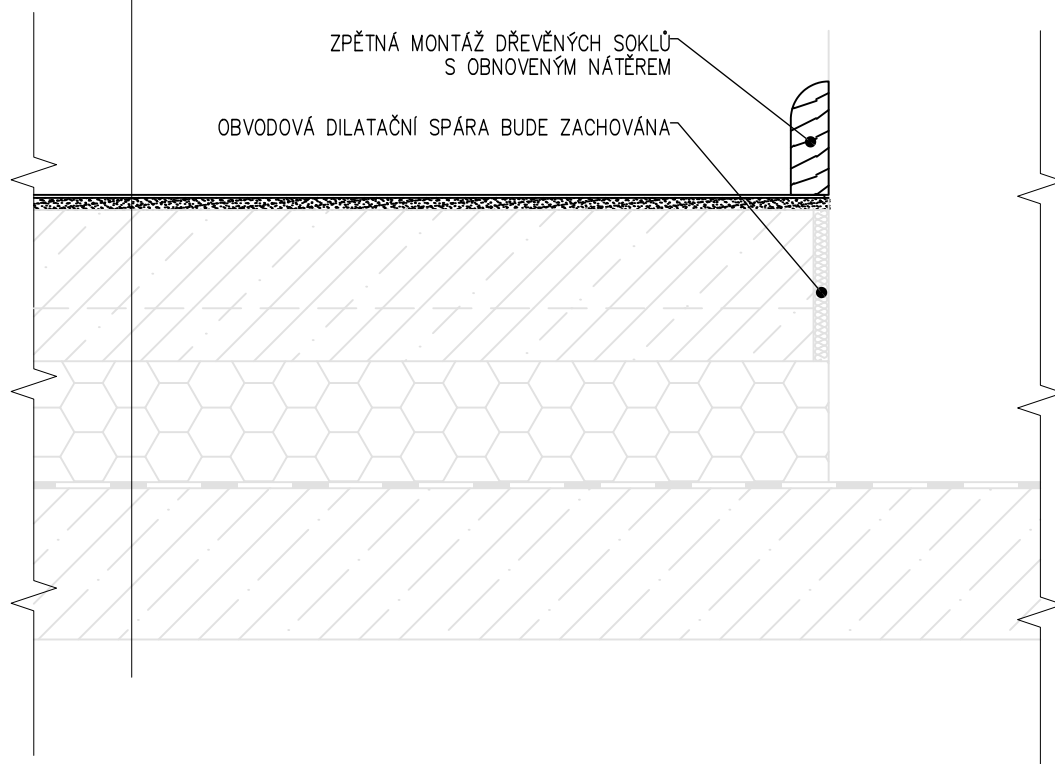 ZPĚTNÁ MONTÁŽ DŘEVĚNÝCH SOKLŮ
S OBNOVENÝM NÁTĚREM
OBVODOVÁ DILATAČNÍ SPÁRA BUDE ZACHOVÁNA